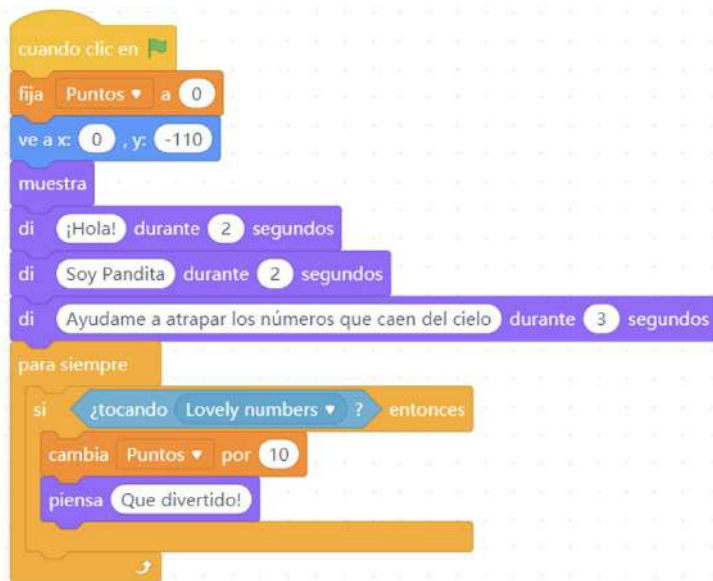 cuando clic en
fija Puntos a 0
ve a x: 0 , y: -110
muestra
di ¡Hola! durante 2 segundos
di Soy Pandita durante 2 segundos
di Ayudame a atrapar los números que caen del cielo durante 3 segundos
para siempre
si ¿tocando Lovely numbers ? entonces
cambia Puntos por 10
piensa Que divertido!